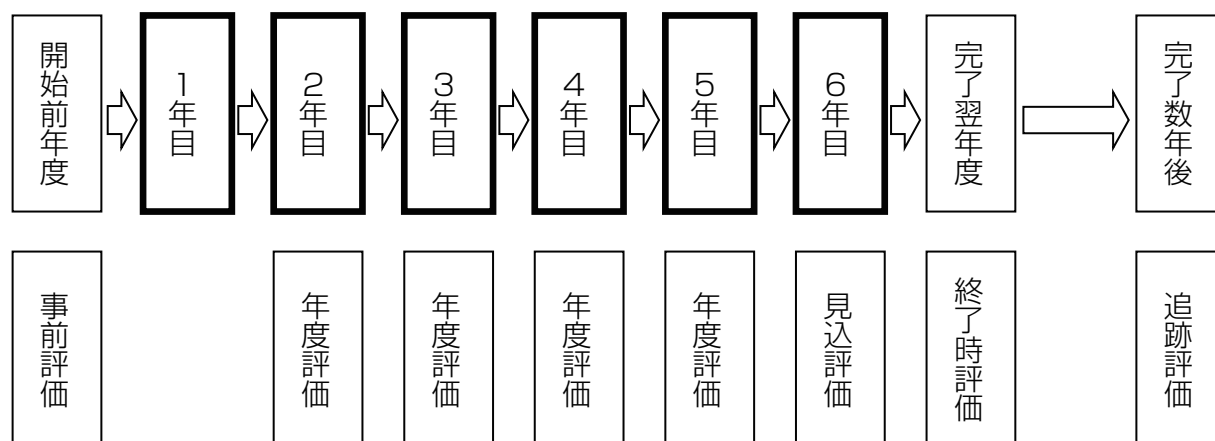 開始前年度
1年目
2年目
3年目
4年目
5年目
6年目
完了翌年度
完了数年後
事前評価
年度評価
年度評価
年度評価
年度評価
見込評価
終了時評価
追跡評価